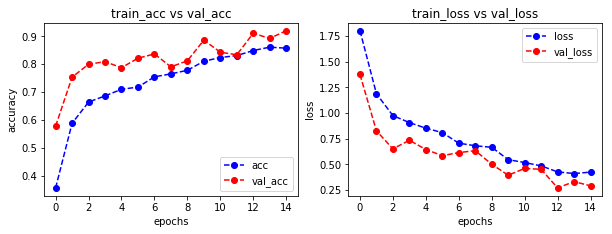 train_acc vs val_acc
0.9
0.8
0.7
0.6
0.5
0.4
accuracy
0 2 4 6 8 10 12 14
epochs
acc
val_acc
train_loss vs val_loss
1.75
1.50
1.25
1.00
0.75
0.50
0.25
loss
0 2 4 6 8 10 12 14
epochs
loss
val_loss